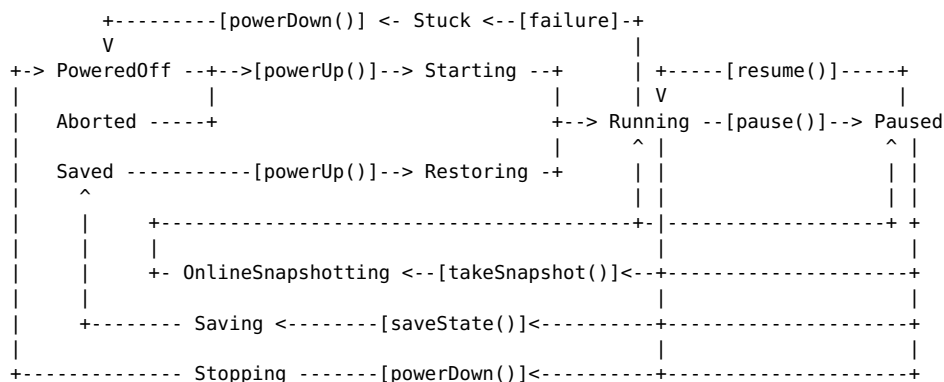 +---------[powerDown()] <- Stuck <--[failure]-+
V                                             |
+-> PoweredOff --+-->[powerUp()]--> Starting --+      | +-----[resume()]-----+
|                |                             |      | V                    |
|   Aborted -----+                             +--> Running --[pause()]--> Paused
|                                              |      ^ |                   ^ |
|   Saved -----------[powerUp()]--> Restoring -+      | |                   | |
|     ^                                               | |                   | |
|     |     +-----------------------------------------+-|-------------------+ +
|     |     |                                           |                     |
|     |     +- OnlineSnapshotting <--[takeSnapshot()]<--+---------------------+
|     |                                                 |                     |
|     +-------- Saving <--------[saveState()]<----------+---------------------+
|                                                       |                     |
+-------------- Stopping -------[powerDown()]<----------+---------------------+